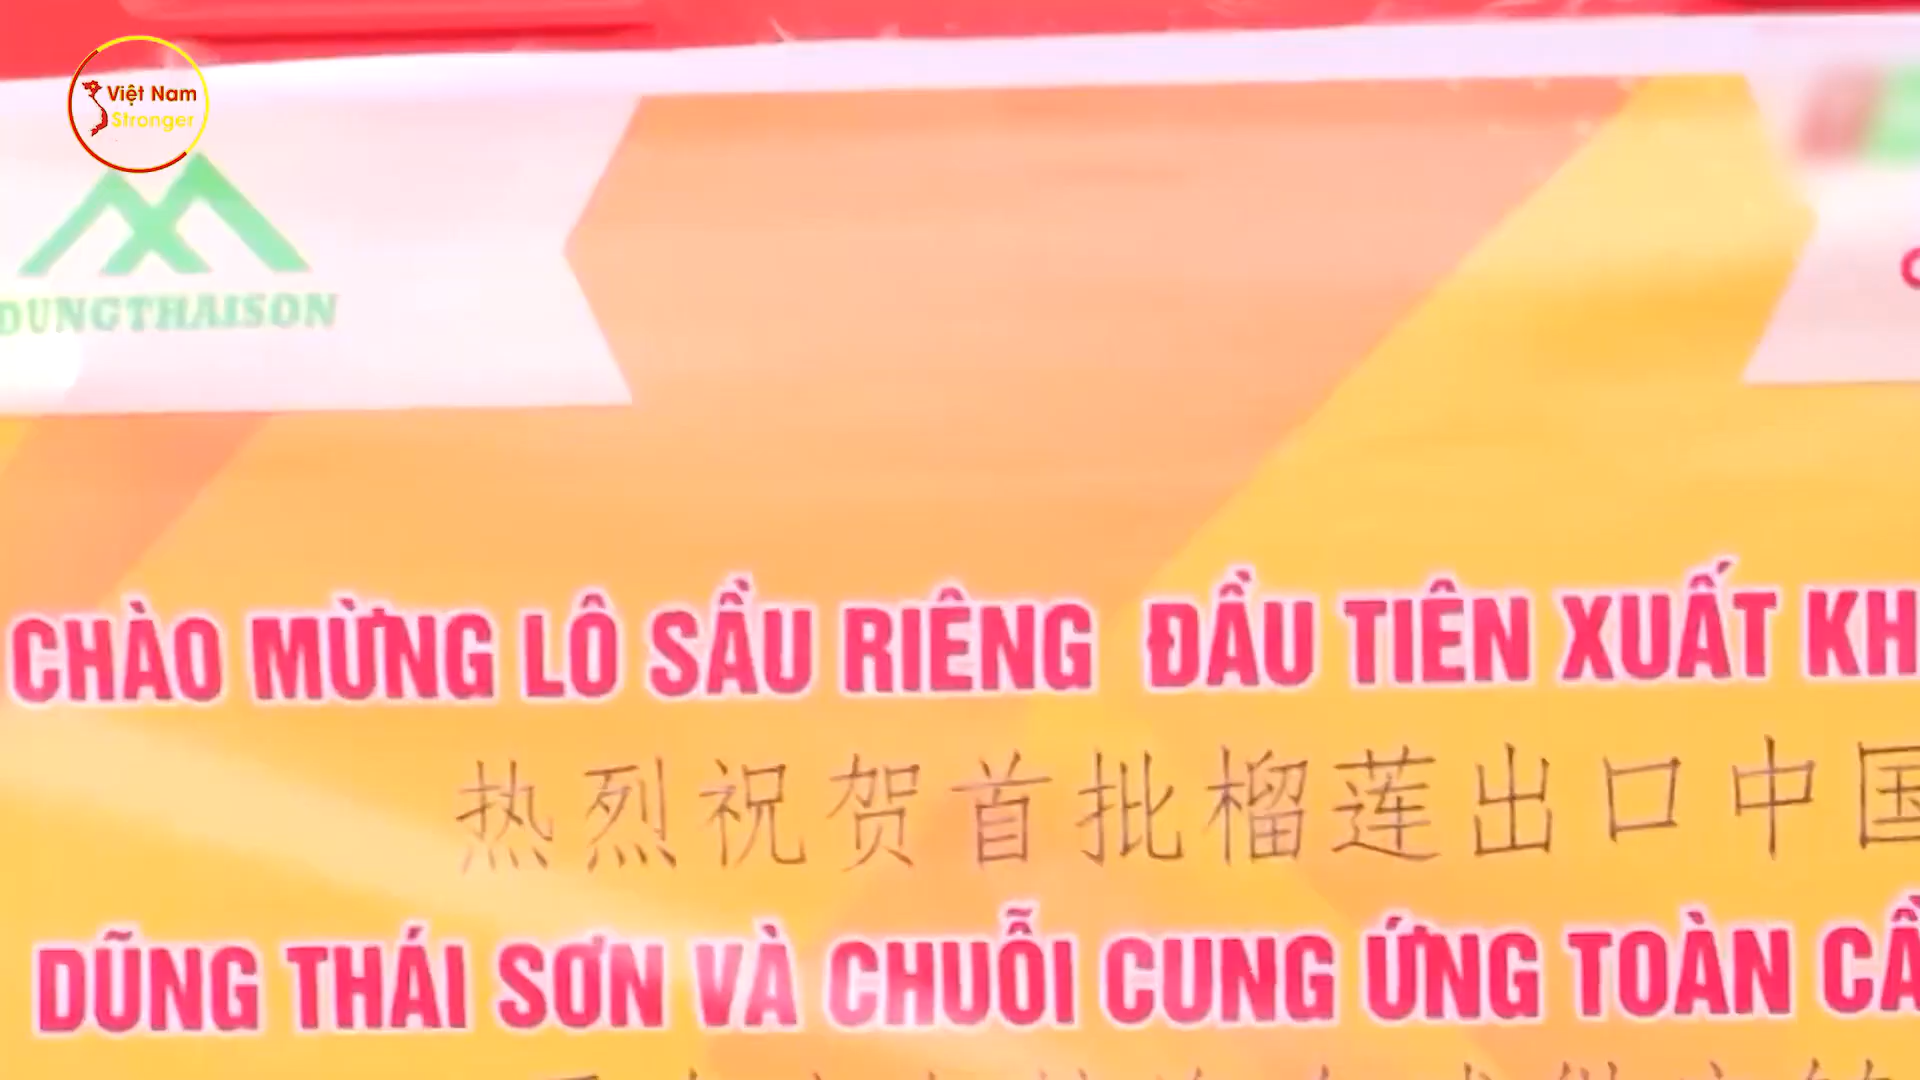 Việt Nam
Stronger
DUNGTHAISON
CHÀO MỪNG LÔ SẦU RIÊNG ĐẦU TIÊN XUẤT KH
热烈祝贺首批榴莲出口中国
DŨNG THÁI SƠN VÀ CHUỖI CUNG ỨNG TOÀN CẦ